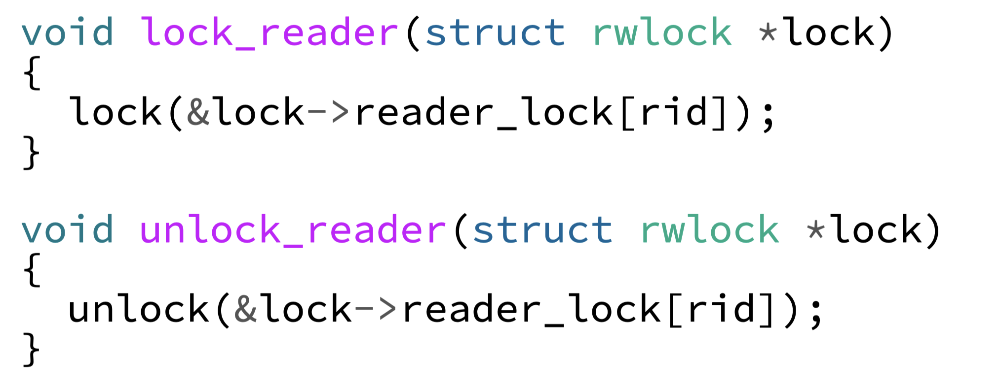 void lock_reader(struct rwlock *lock)
{
  lock(&lock->reader_lock[rid]);
}

void unlock_reader(struct rwlock *lock)
{
  unlock(&lock->reader_lock[rid]);
}